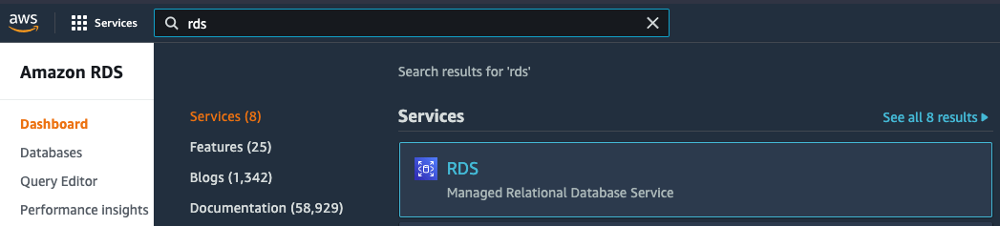 aws
Services
rds
Amazon RDS
Dashboard
Databases
Query Editor
Performance insights
Search results for 'rds'
Services (8)
Features (25)
Blogs (1,342)
Documentation (58,929)
Services
See all 8 results
RDS
Managed Relational Database Service